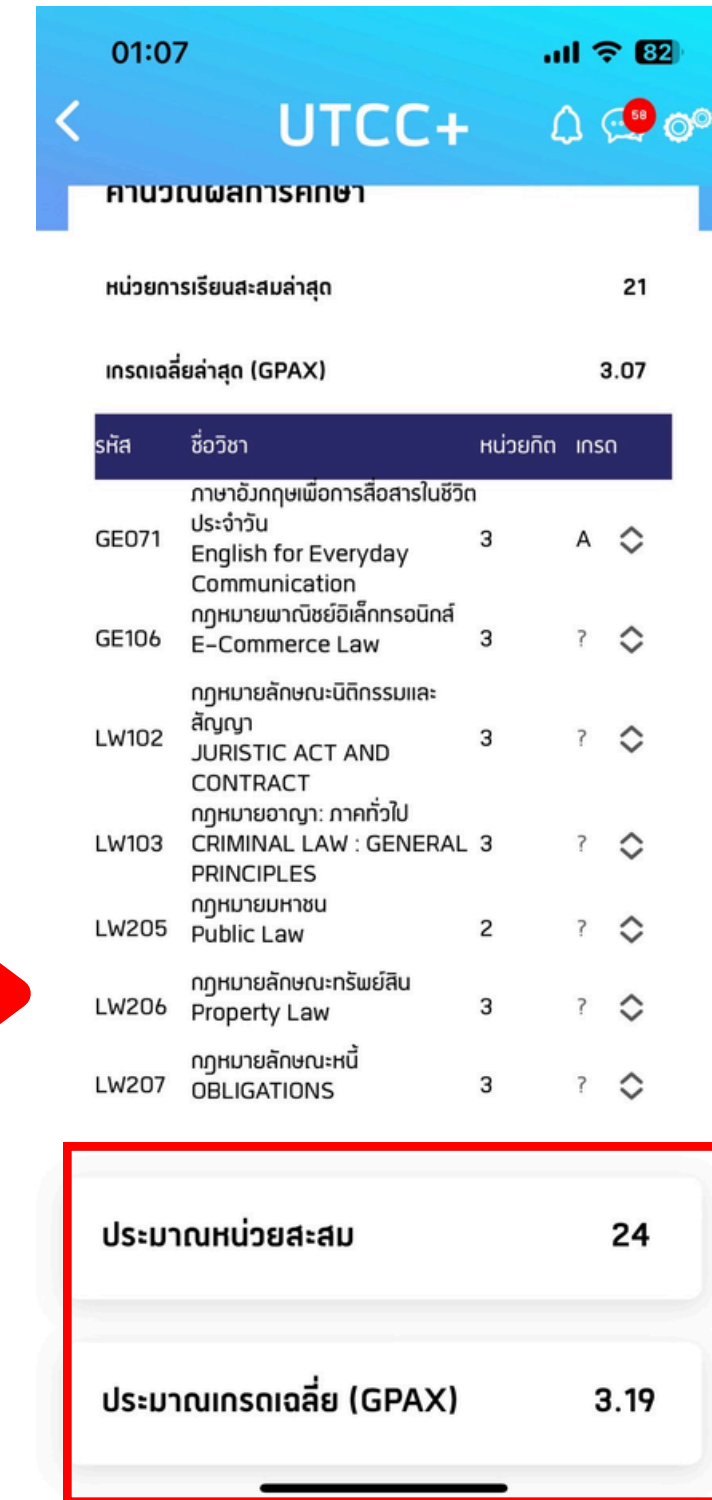 01:07
82
UTCC+
58
คำนวณผลการศึกษา
หน่วยการเรียนสะสมล่าสุด 21
เกรดเฉลี่ยล่าสุด (GPAX) 3.07
รหัส ชื่อวิชา หน่วยกิต เกรด
ภาษาอังกฤษเพื่อการสื่อสารในชีวิต
ประจำวัน
GE071 English for Everyday 3 A
Communication
กฎหมายพาณิชย์อิเล็กทรอนิกส์
GE106 E-Commerce Law 3 ?
กฎหมายลักษณะนิติกรรมและ
สัญญา
LW102 JURISTIC ACT AND 3 ?
CONTRACT
กฎหมายอาญา: ภาคทั่วไป
LW103 CRIMINAL LAW : GENERAL 3 ?
PRINCIPLES
กฎหมายมหาชน
LW205 Public Law 2 ?
กฎหมายลักษณะทรัพย์สิน
LW206 Property Law 3 ?
กฎหมายลักษณะหนี้
LW207 OBLIGATIONS 3 ?
ประมาณหน่วยสะสม 24
ประมาณเกรดเฉลี่ย (GPAX) 3.19